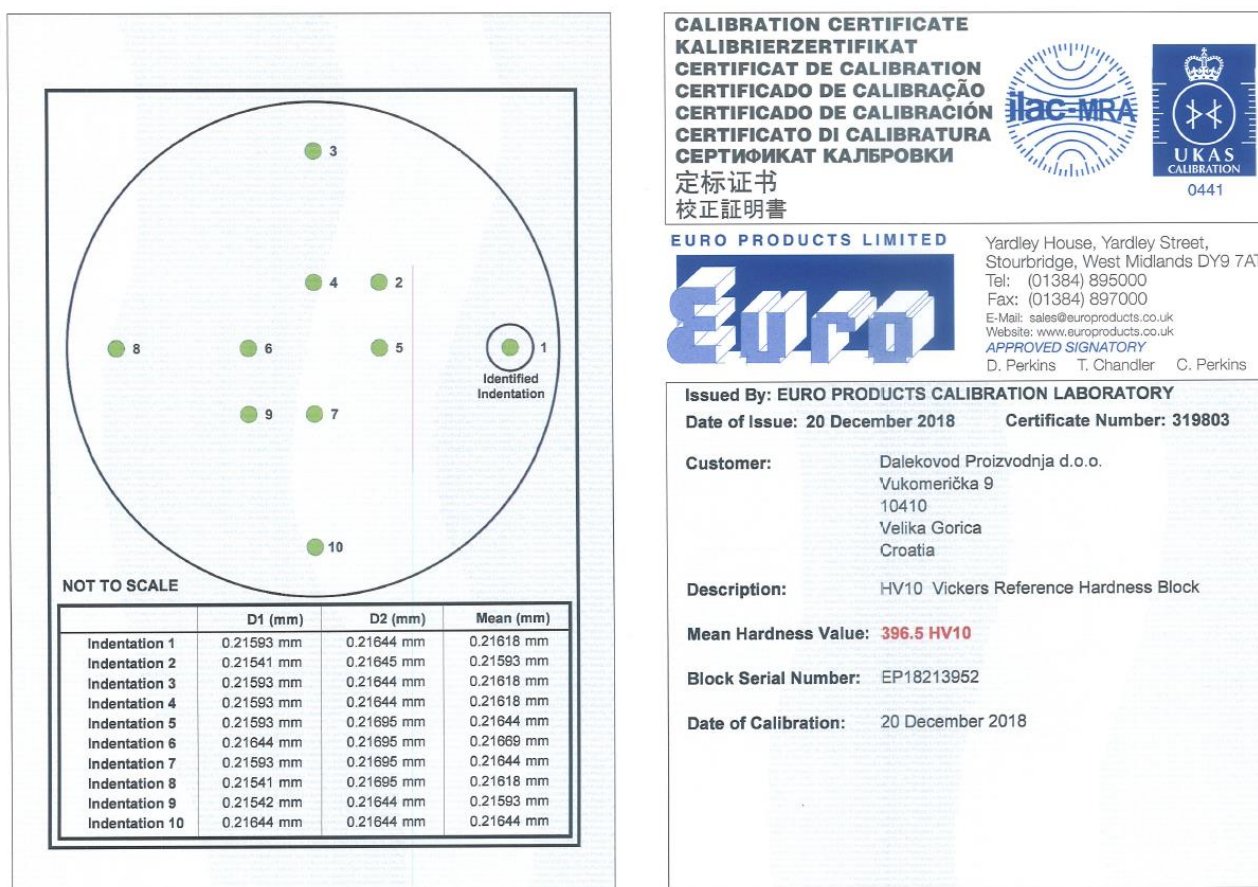 3
4
2
8
6
5
1
Identified
Indentation
9
7
10
NOT TO SCALE
D1 (mm) D2 (mm) Mean (mm)
Indentation 1 0.21593 mm 0.21644 mm 0.21618 mm
Indentation 2 0.21541 mm 0.21645 mm 0.21593 mm
Indentation 3 0.21593 mm 0.21644 mm 0.21618 mm
Indentation 4 0.21593 mm 0.21644 mm 0.21618 mm
Indentation 5 0.21593 mm 0.21695 mm 0.21644 mm
Indentation 6 0.21644 mm 0.21695 mm 0.21669 mm
Indentation 7 0.21593 mm 0.21695 mm 0.21644 mm
Indentation 8 0.21541 mm 0.21695 mm 0.21618 mm
Indentation 9 0.21542 mm 0.21644 mm 0.21593 mm
Indentation 10 0.21644 mm 0.21644 mm 0.21644 mm
CALIBRATION CERTIFICATE
KALIBRIERZERTIFIKAT
CERTIFICAT DE CALIBRATION
CERTIFICADO DE CALIBRAÇÃO
CERTIFICADO DE CALIBRACIÓN
CERTIFICATO DI CALIBRATURA
СЕРТИФИКАТ КАЛБРОВКИ
定标证书
校正証明書
ilac-MRA
UKAS
CALIBRATION
0441
EURO PRODUCTS LIMITED
Euro
Yardley House, Yardley Street,
Stourbridge, West Midlands DY9 7AT
Tel: (01384) 895000
Fax: (01384) 897000
E-Mail: sales@europroducts.co.uk
Website: www.europroducts.co.uk
APPROVED SIGNATORY
D. Perkins T. Chandler C. Perkins
Issued By: EURO PRODUCTS CALIBRATION LABORATORY
Date of Issue: 20 December 2018 Certificate Number: 319803
Customer: Dalekovod Proizvodnja d.o.o.
Vukomerička 9
10410
Velika Gorica
Croatia
Description: HV10 Vickers Reference Hardness Block
Mean Hardness Value: 396.5 HV10
Block Serial Number: EP18213952
Date of Calibration: 20 December 2018